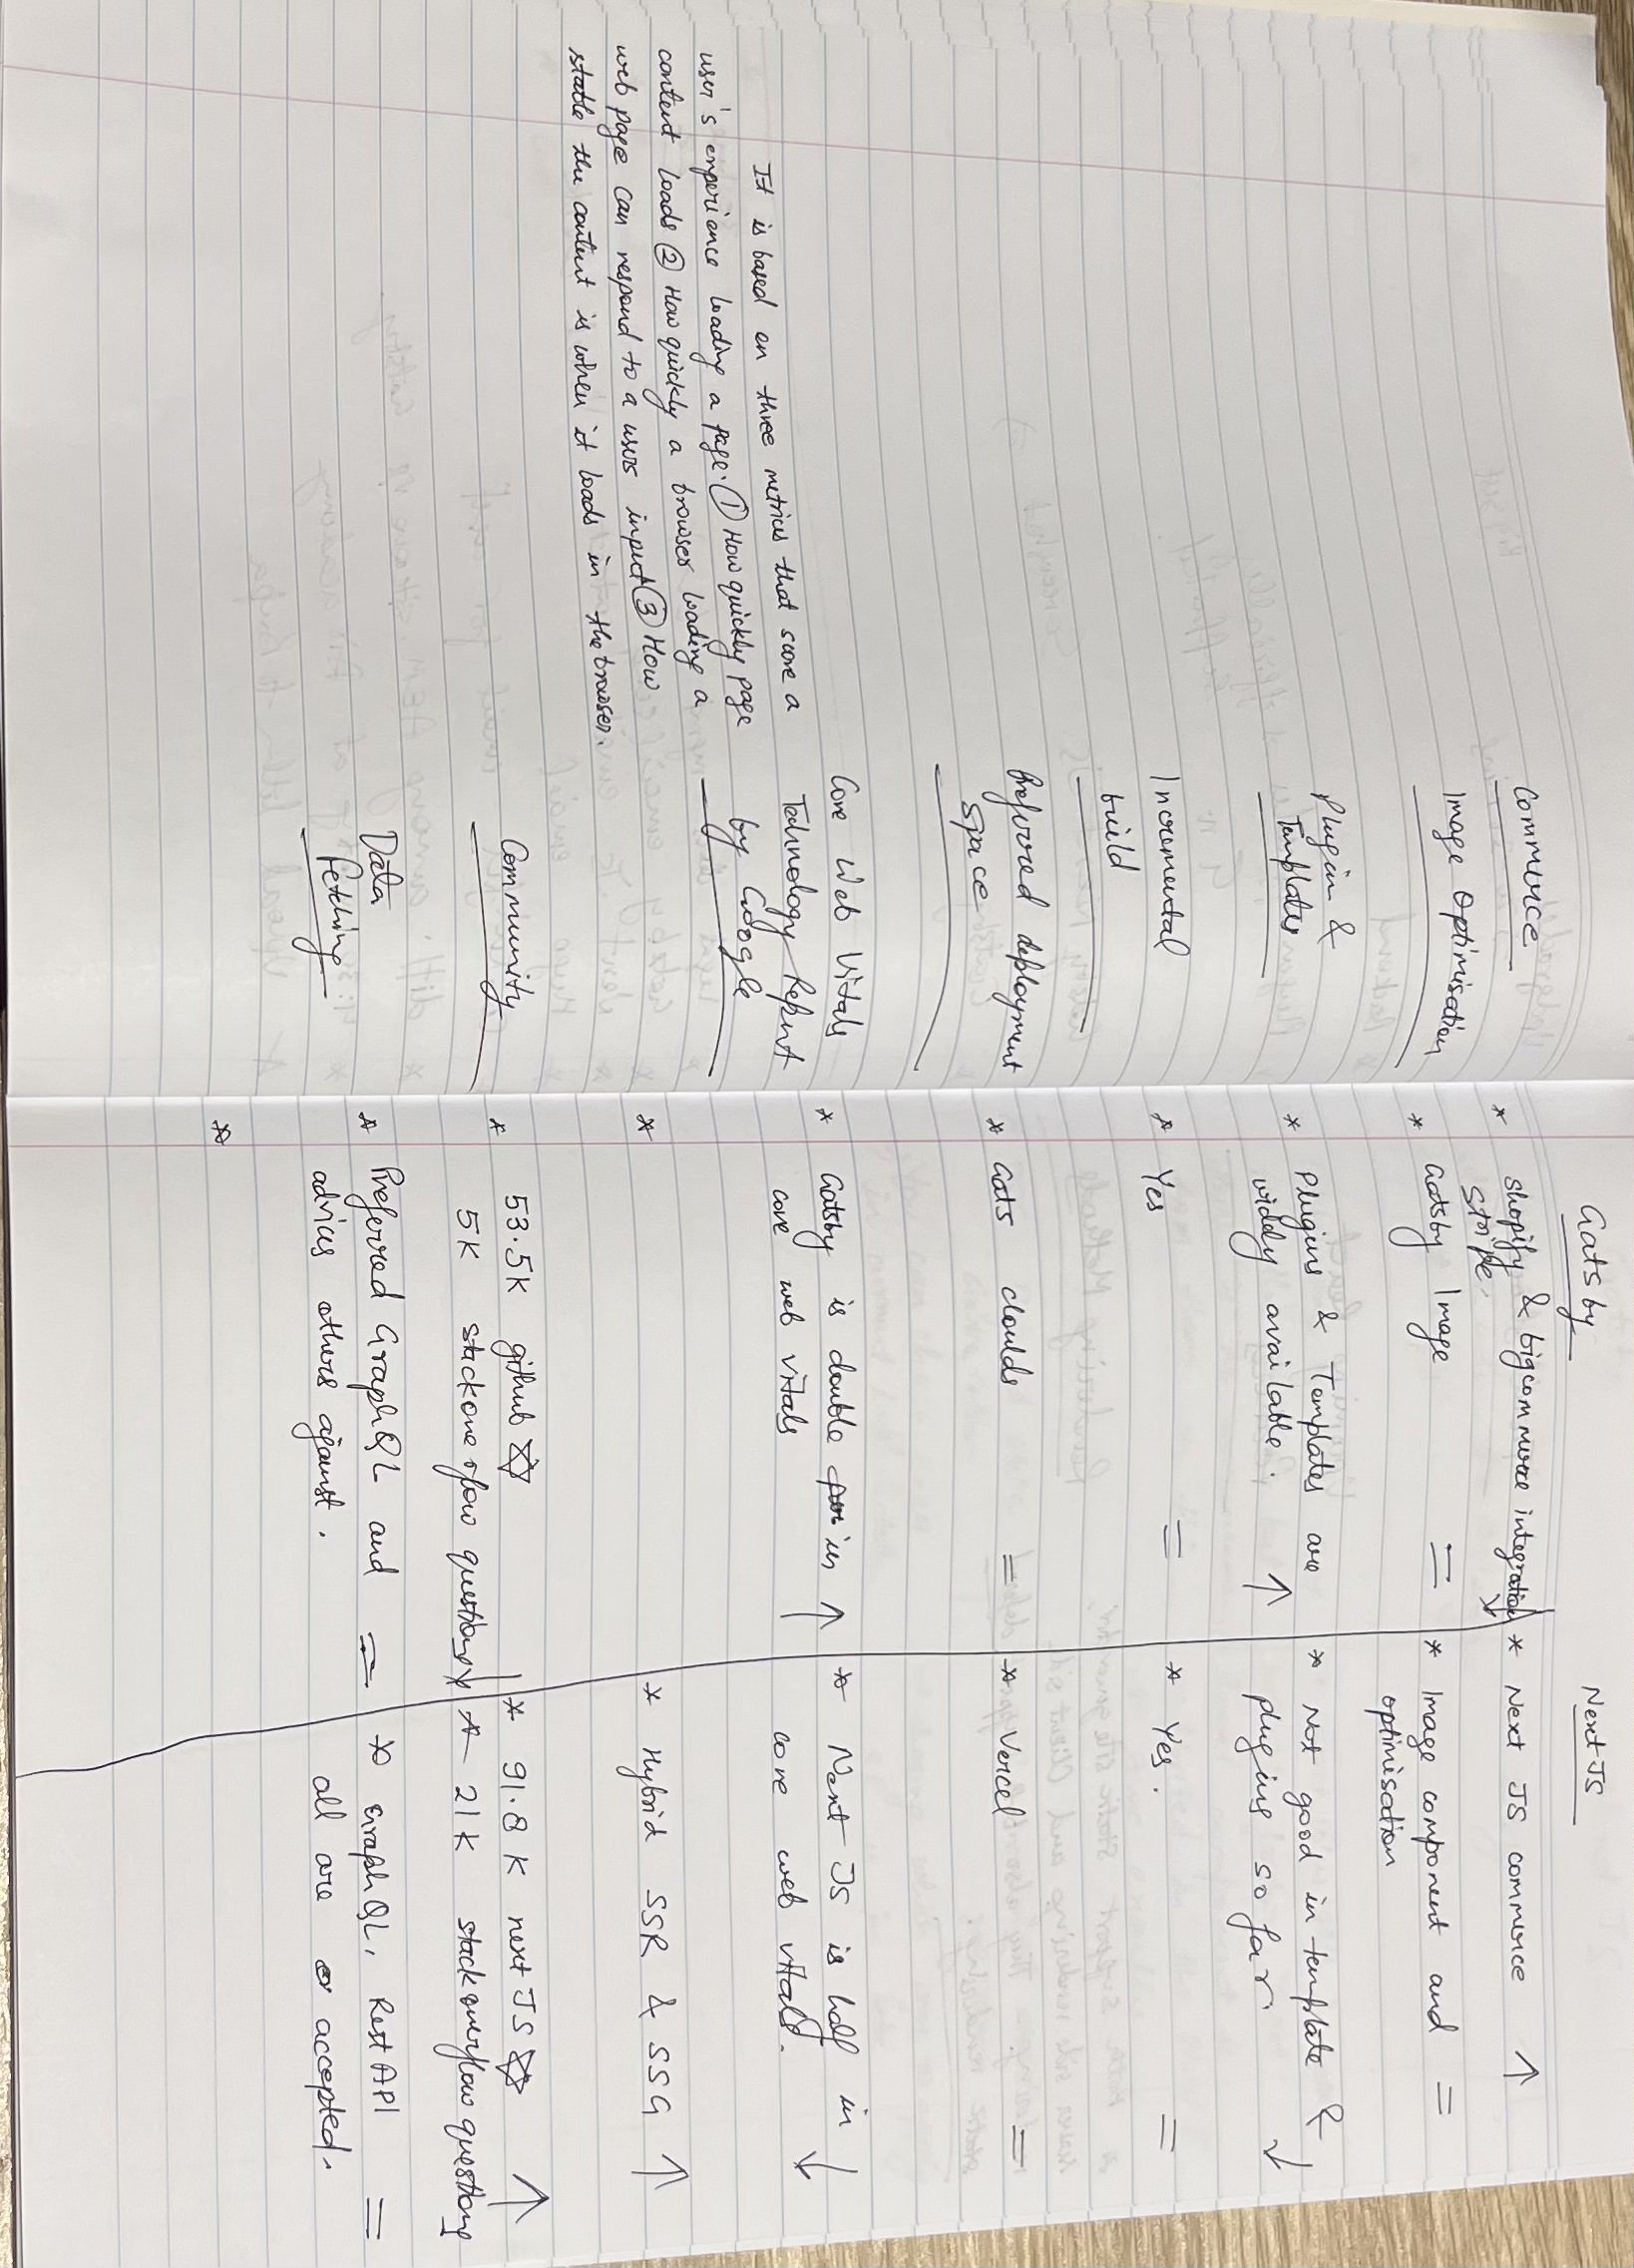 Gatsby
Next JS
Commerce
* Shopify & bigcommerce integration ↓
Stripe,
* Next JS commerce ↑
Image Optimisation
* Gatsby Image =
* Image component and =
optimisation
Plugin &
Templates
* Plugins & Templates are
widely available. ↑
* Not good in template &
plugins so far ↓
Incremental
build
* Yes =
* Yes. =
Preferred deployment
space
* Gats clouds =
* Vercel =
Core Web Vitals
Technology Report
by Google
It is based on three metrics that score a
user's experience loading a page. ① How quickly page
content loads ② How quickly a browser loading a
web page can respond to a users input ③ How
stable the content is when it loads in the browser.
* Gatsby is double in ↑
core web vitals
* Next JS is half in ↓
core web vitals.
*
* Hybrid SSR & SSG ↑
Community
* 53.5K github ☆
5K stackoneoflow questions ↓
* 91.8 K next JS ☆ ↑
* 21K stackoverflow questions
Data
Fetching
* Preferred GraphQL and =
advices others against.
* GraphQL, Rest API =
all are accepted.
*